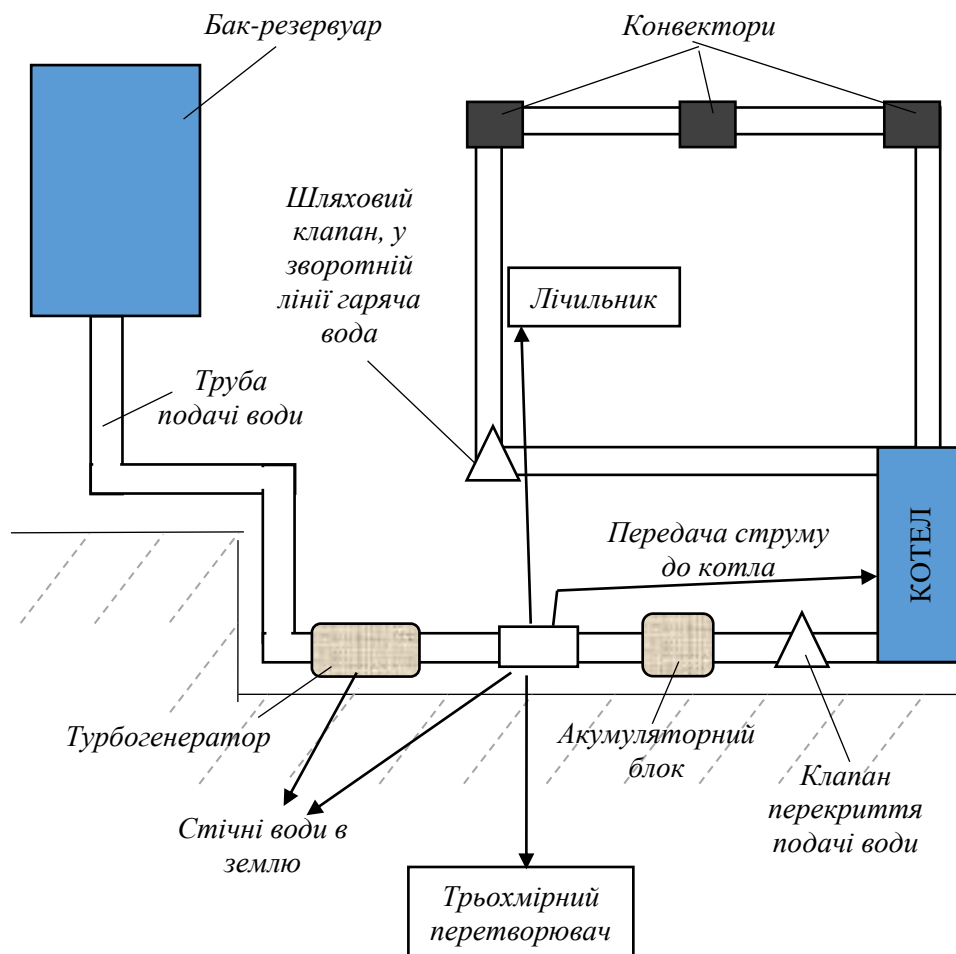 Бак-резервуар
Конвектори
Шляховий
клапан, у
зворотній
лінії гаряча
вода
Лічильник
Труба
подачі води
Передача струму
до котла
КОТЕЛ
Турбогенератор
Акумуляторний
блок
Клапан
перекриття
подачі води
Стічні води в
землю
Трьохмірний
перетворювач